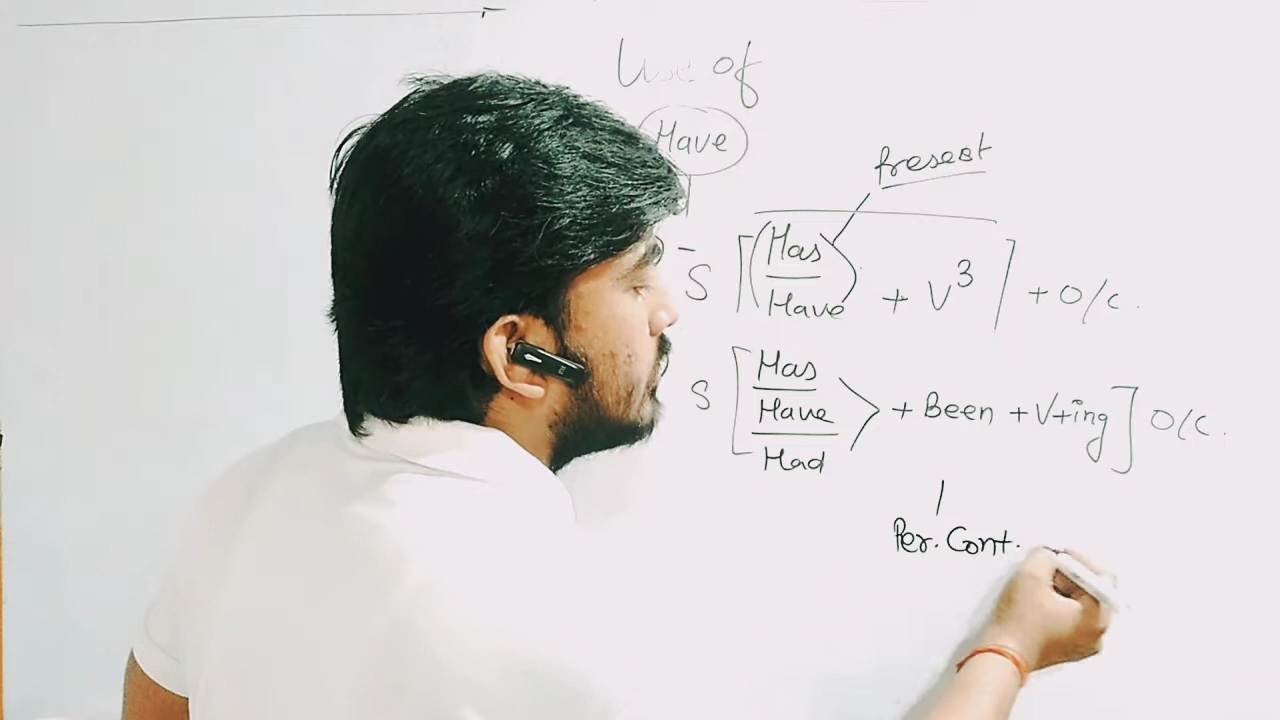 Use of
Have
Present
S [(Has / Have) + V³] + O/C.
S [Has / Have / Had > + Been + V+ing] O/C.
Per. Cont.